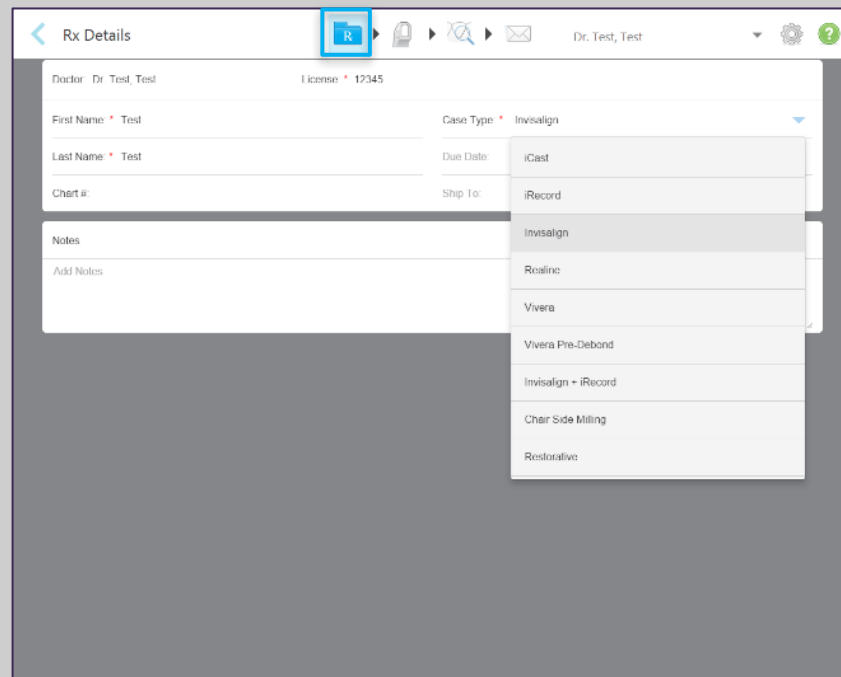 Rx Details
R
Dr. Test, Test
?
Doctor: Dr. Test, Test License * 12345
First Name: * Test Case Type * Invisalign
Last Name: * Test Due Date:
Chart #: Ship To:
iCast
iRecord
Invisalign
Realine
Vivera
Vivera Pre-Debond
Invisalign + iRecord
Chair Side Milling
Restorative
Notes
Add Notes